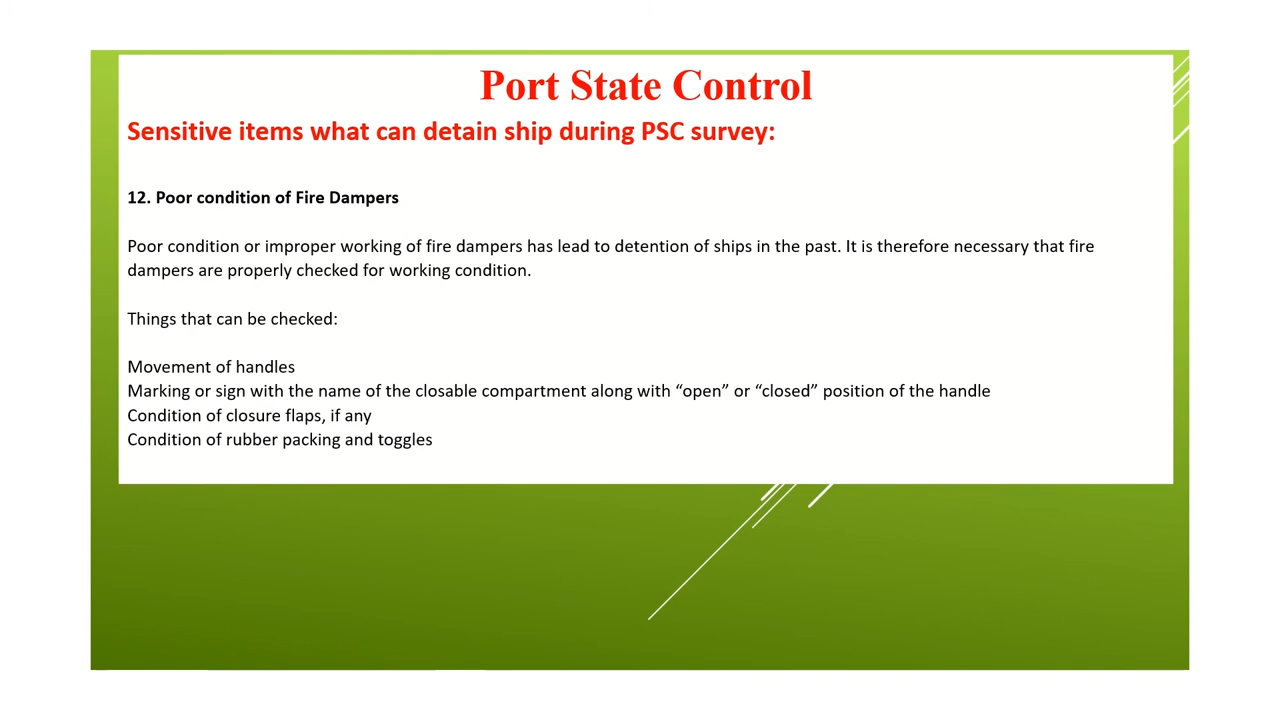 Port State Control
Sensitive items what can detain ship during PSC survey:
12. Poor condition of Fire Dampers
Poor condition or improper working of fire dampers has lead to detention of ships in the past. It is therefore necessary that fire
dampers are properly checked for working condition.
Things that can be checked:
Movement of handles
Marking or sign with the name of the closable compartment along with “open” or “closed” position of the handle
Condition of closure flaps, if any
Condition of rubber packing and toggles